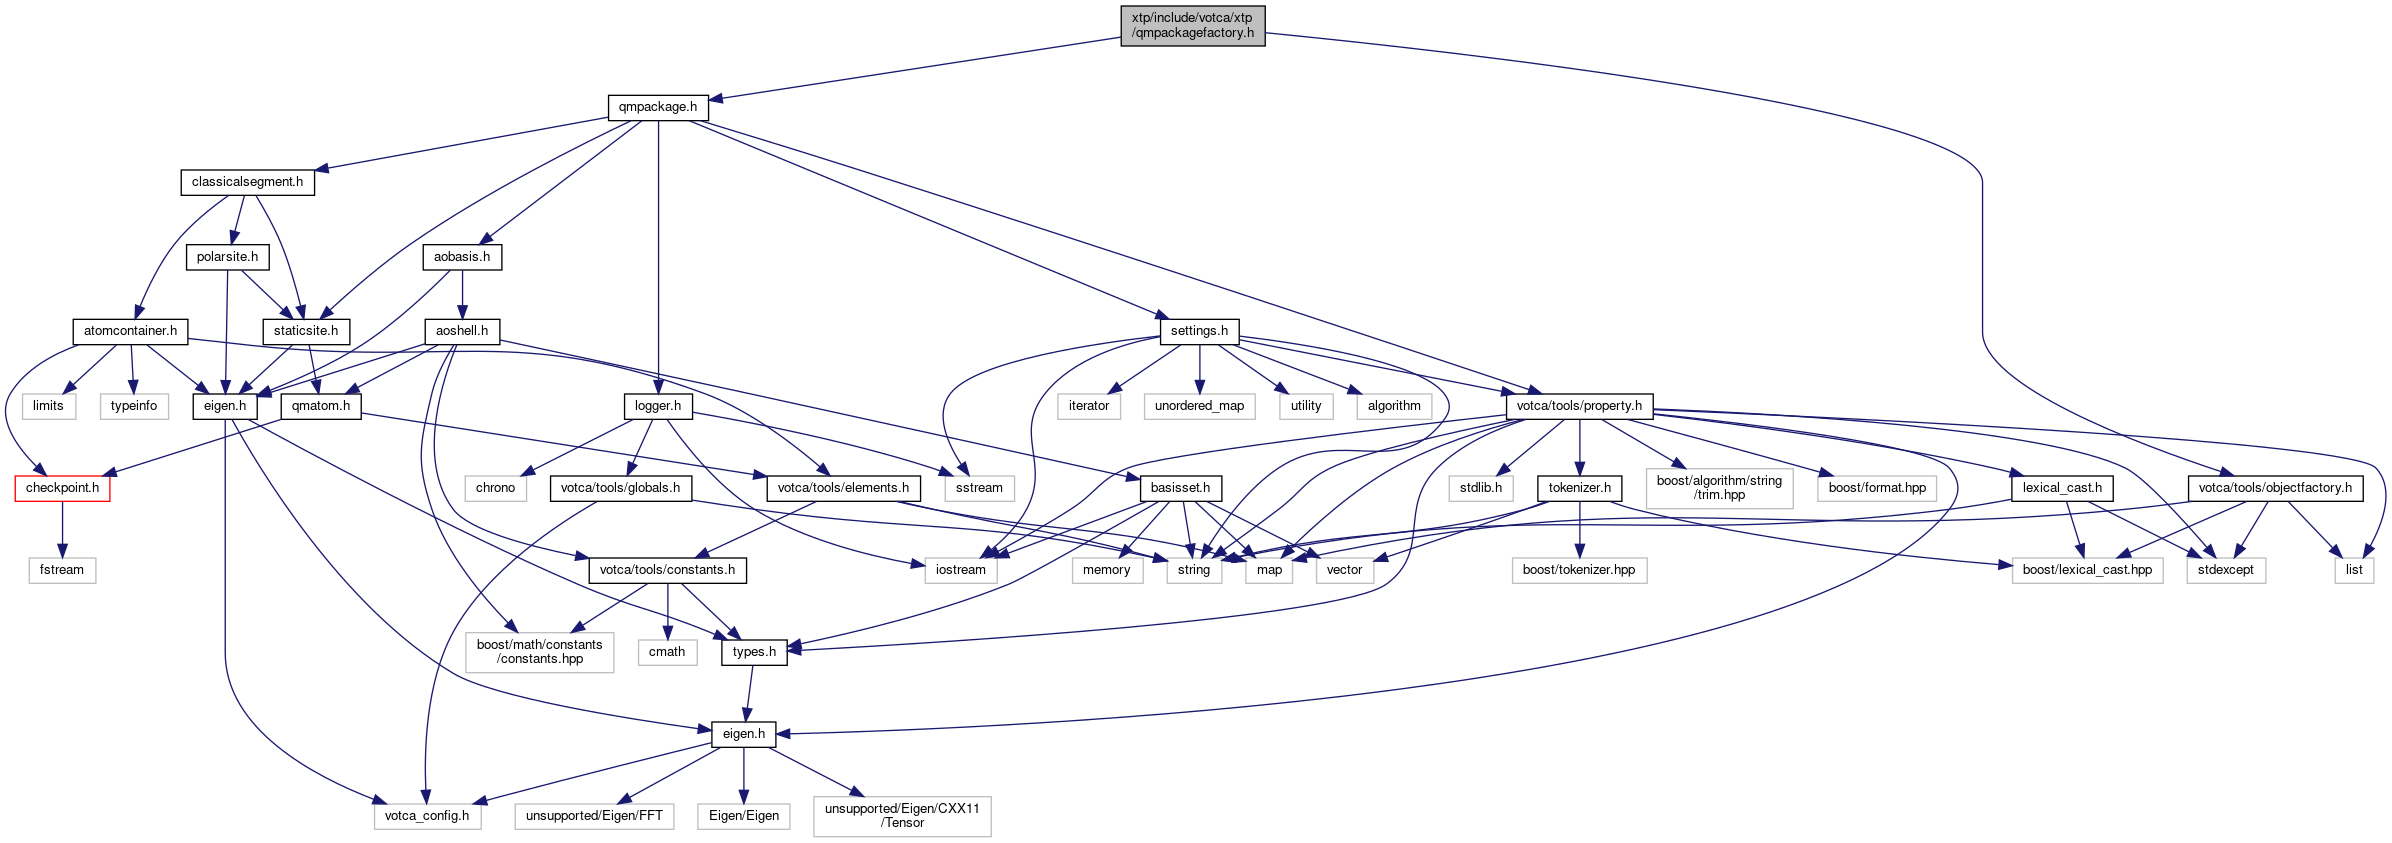 xtp/include/votca/xtp
/qmpackagefactory.h
qmpackage.h
classicalsegment.h
polarsite.h
aobasis.h
atomcontainer.h
staticsite.h
aoshell.h
settings.h
limits
typeinfo
eigen.h
qmatom.h
logger.h
iterator
unordered_map
utility
algorithm
votca/tools/property.h
checkpoint.h
chrono
votca/tools/globals.h
votca/tools/elements.h
sstream
basisset.h
stdlib.h
tokenizer.h
boost/algorithm/string
/trim.hpp
boost/format.hpp
lexical_cast.h
votca/tools/objectfactory.h
fstream
votca/tools/constants.h
iostream
memory
string
map
vector
boost/tokenizer.hpp
boost/lexical_cast.hpp
stdexcept
list
boost/math/constants
/constants.hpp
cmath
types.h
eigen.h
votca_config.h
unsupported/Eigen/FFT
Eigen/Eigen
unsupported/Eigen/CXX11
/Tensor